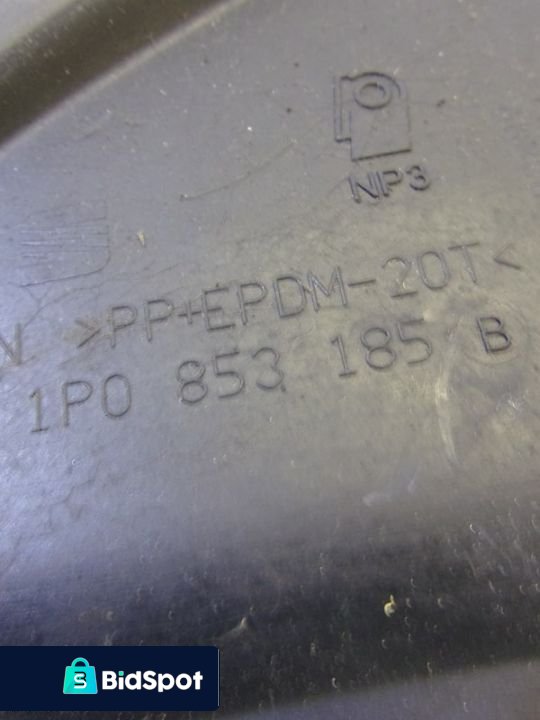 NP3
N >PP+EPDM-20T<
1P0 853 185 B
BidSpot